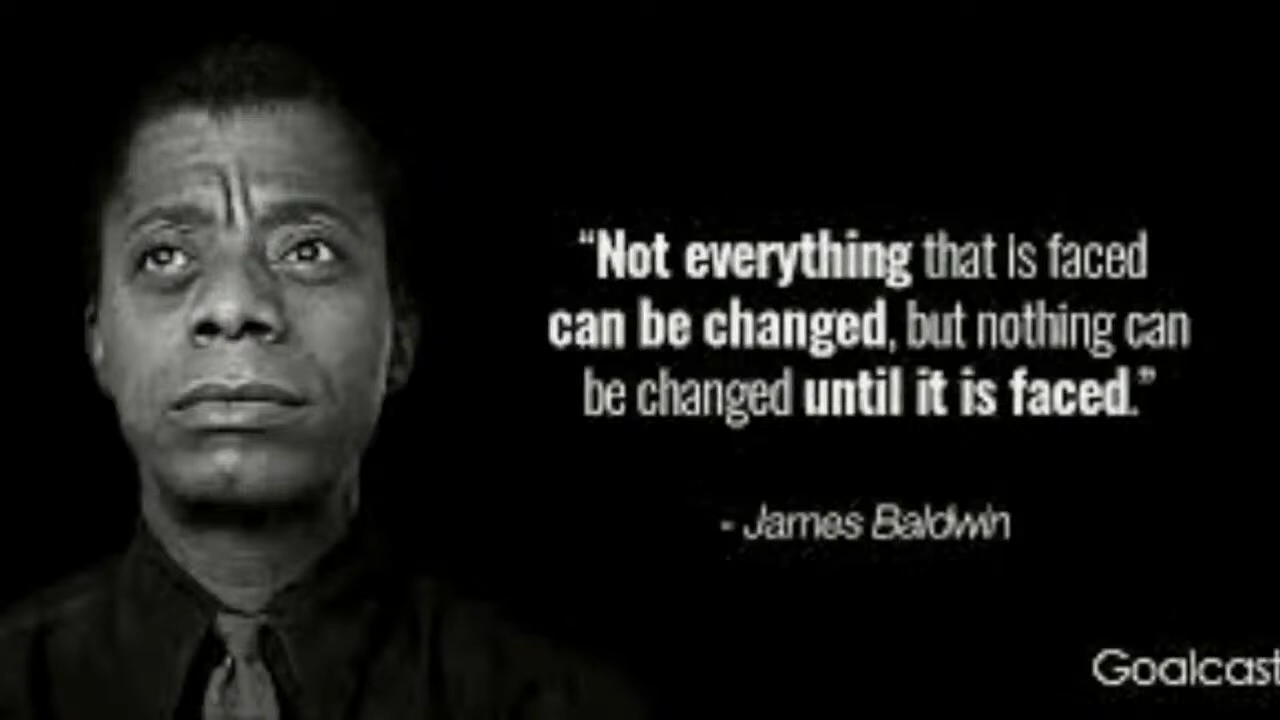 “Not everything that is faced
can be changed, but nothing can
be changed until it is faced.”
- James Baldwin
Goalcast